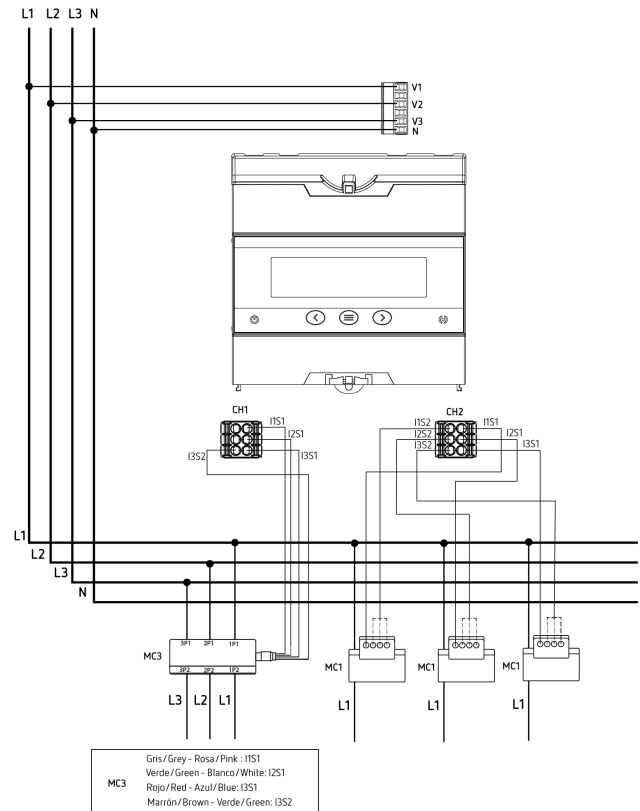 L1 L2 L3 N
V1
V2
V3
N
CH1
I1S1
I2S1
I3S2
I3S1
CH2
I1S2
I1S1
I2S2
I2S1
I3S2
I3S1
L1
L2
L3
N
3P1 2P1 1P1
MC3
3P2 2P2 1P2
L3 L2 L1
MC1
L1
MC1
L1
MC1
L1
MC3
Gris/Grey - Rosa/Pink : I1S1
Verde/Green - Blanco/White: I2S1
Rojo/Red - Azul/Blue: I3S1
Marrón/Brown - Verde/Green: I3S2